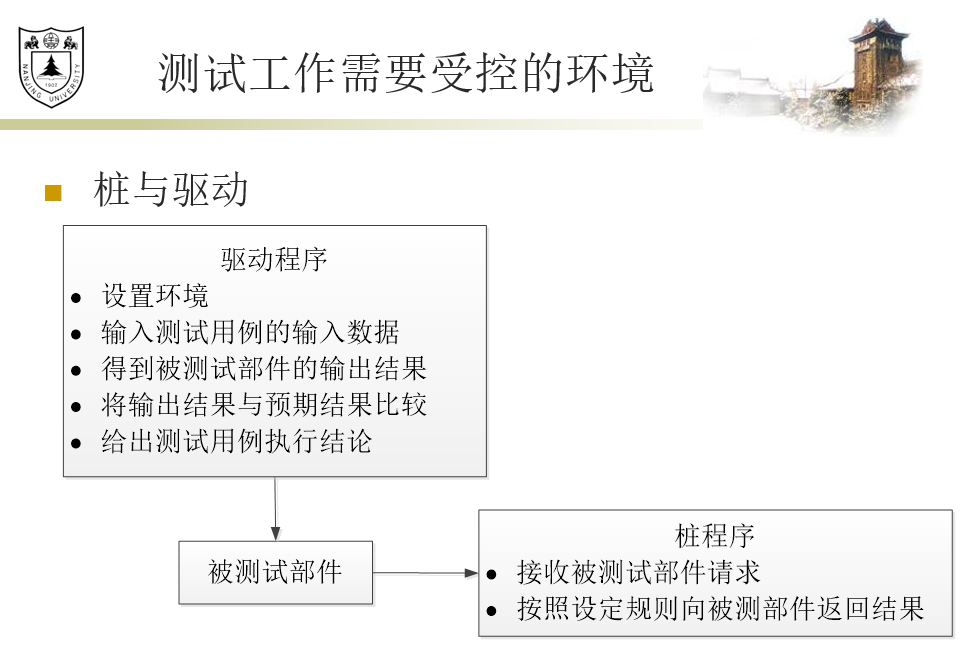 NANJING UNIVERSITY
1902
测试工作需要受控的环境
桩与驱动
驱动程序
设置环境
输入测试用例的输入数据
得到被测试部件的输出结果
将输出结果与预期结果比较
给出测试用例执行结论
被测试部件
桩程序
接收被测试部件请求
按照设定规则向被测部件返回结果